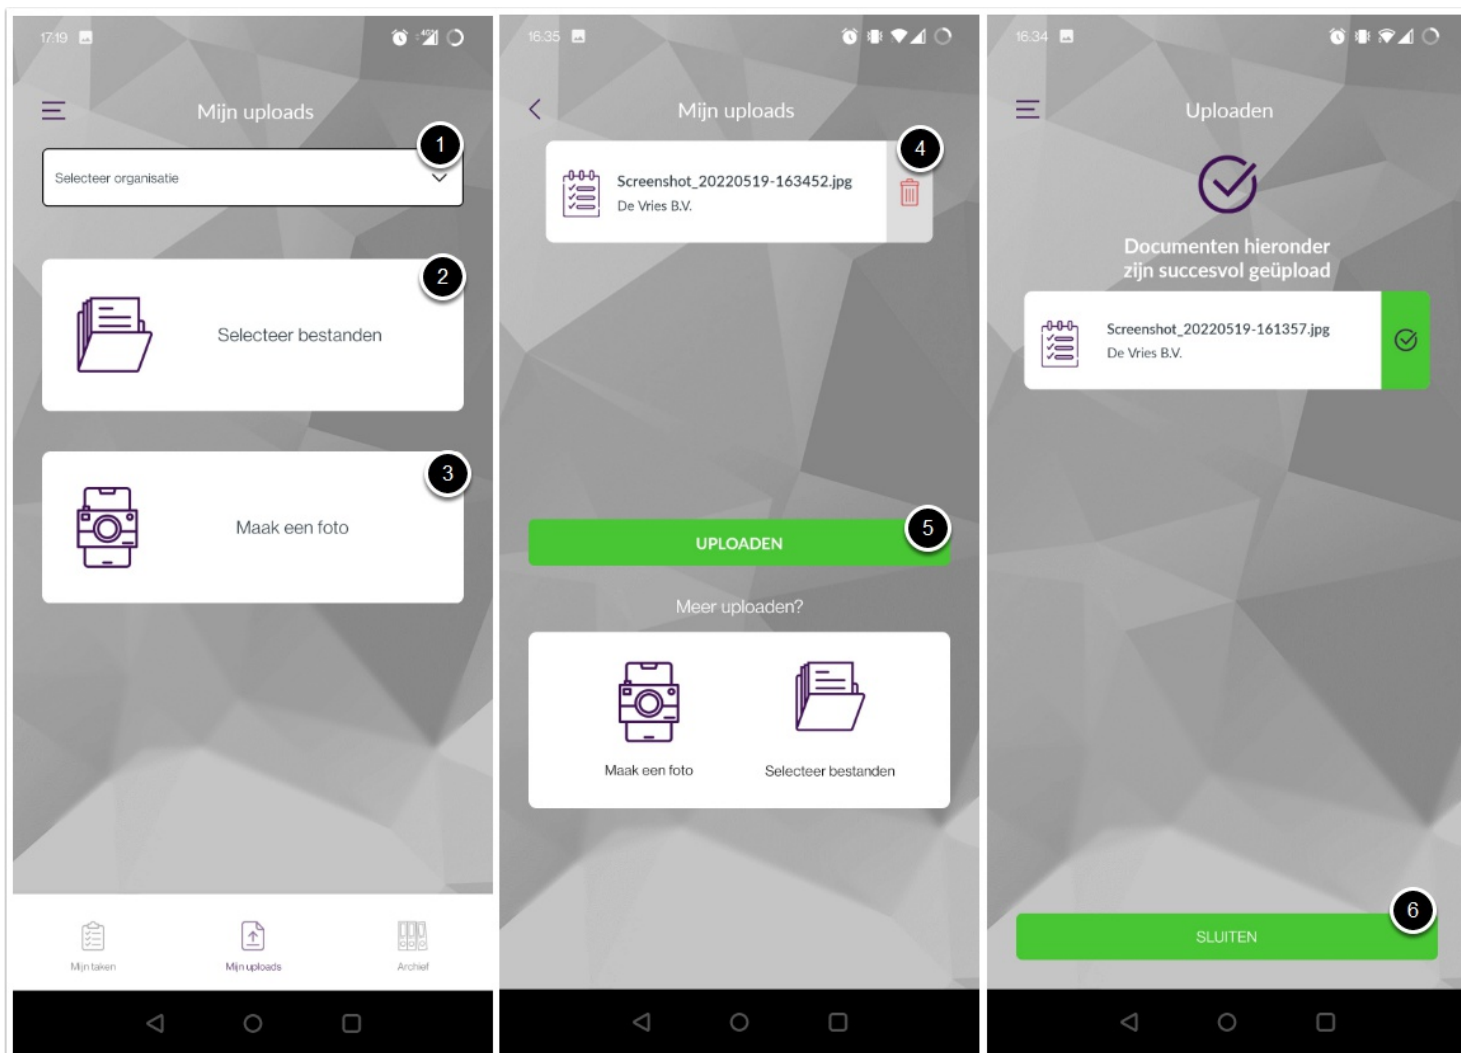 17:19
Mijn uploads
1
Selecteer organisatie
2
Selecteer bestanden
3
Maak een foto
Mijn taken
Mijn uploads
Archief
16:35
Mijn uploads
4
Screenshot_20220519-163452.jpg
De Vries B.V.
5
UPLOADEN
Meer uploaden?
Maak een foto
Selecteer bestanden
16:34
Uploaden
Documenten hieronder
zijn succesvol geüpload
Screenshot_20220519-161357.jpg
De Vries B.V.
6
SLUITEN